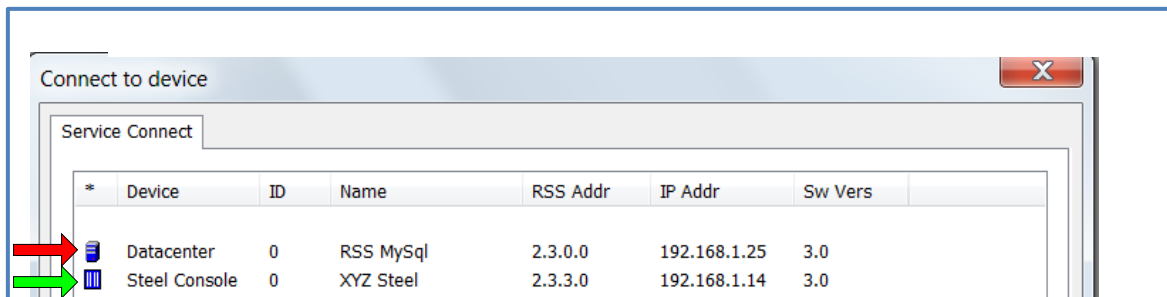 Connect to device
X
Service Connect
* Device ID Name RSS Addr IP Addr Sw Vers
Datacenter 0 RSS MySql 2.3.0.0 192.168.1.25 3.0
Steel Console 0 XYZ Steel 2.3.3.0 192.168.1.14 3.0